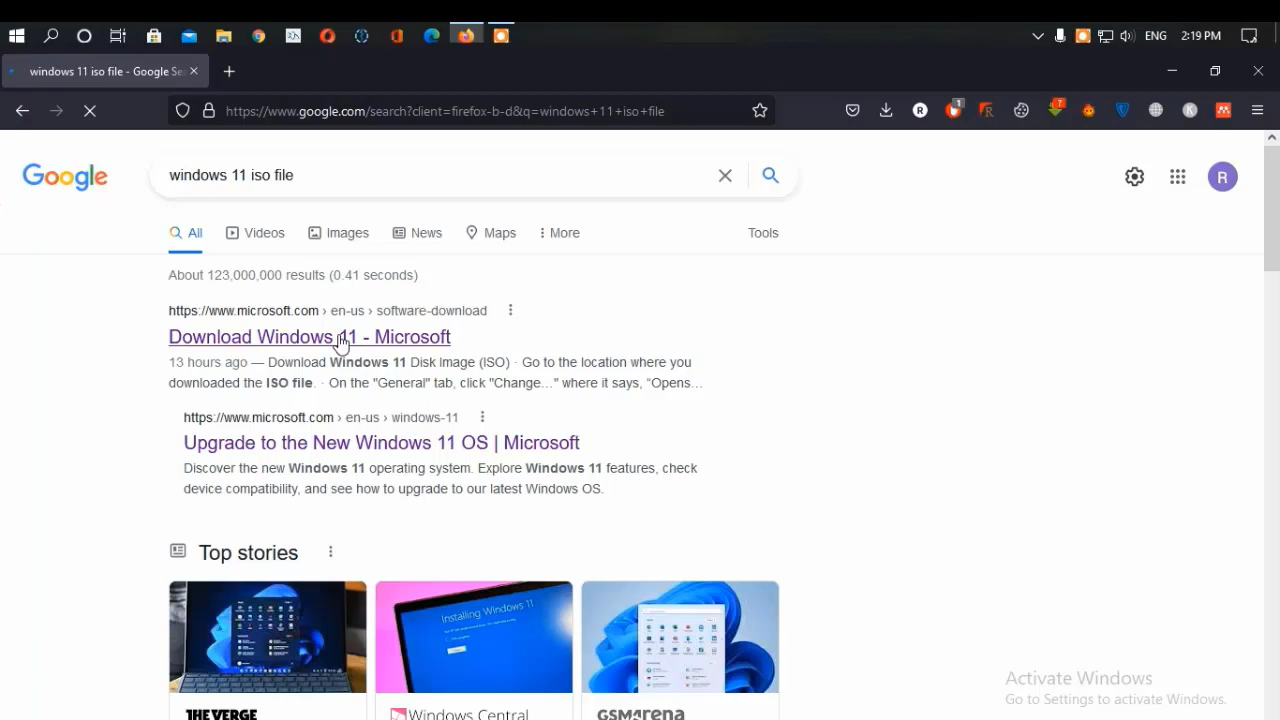 ENG 2:19 PM
windows 11 iso file - Google Se
https://www.google.com/search?client=firefox-b-d&q=windows+11+iso+file
R
1
7
K
Google
windows 11 iso file
R
All Videos Images News Maps More Tools
About 123,000,000 results (0.41 seconds)
https://www.microsoft.com › en-us › software-download
Download Windows 11 - Microsoft
13 hours ago — Download Windows 11 Disk Image (ISO) · Go to the location where you
downloaded the ISO file. · On the "General" tab, click "Change..." where it says, "Opens...
https://www.microsoft.com › en-us › windows-11
Upgrade to the New Windows 11 OS | Microsoft
Discover the new Windows 11 operating system. Explore Windows 11 features, check
device compatibility, and see how to upgrade to our latest Windows OS.
Top stories
Installing Windows 11
THE VERGE
Windows Central
GSMArena
Activate Windows
Go to Settings to activate Windows.